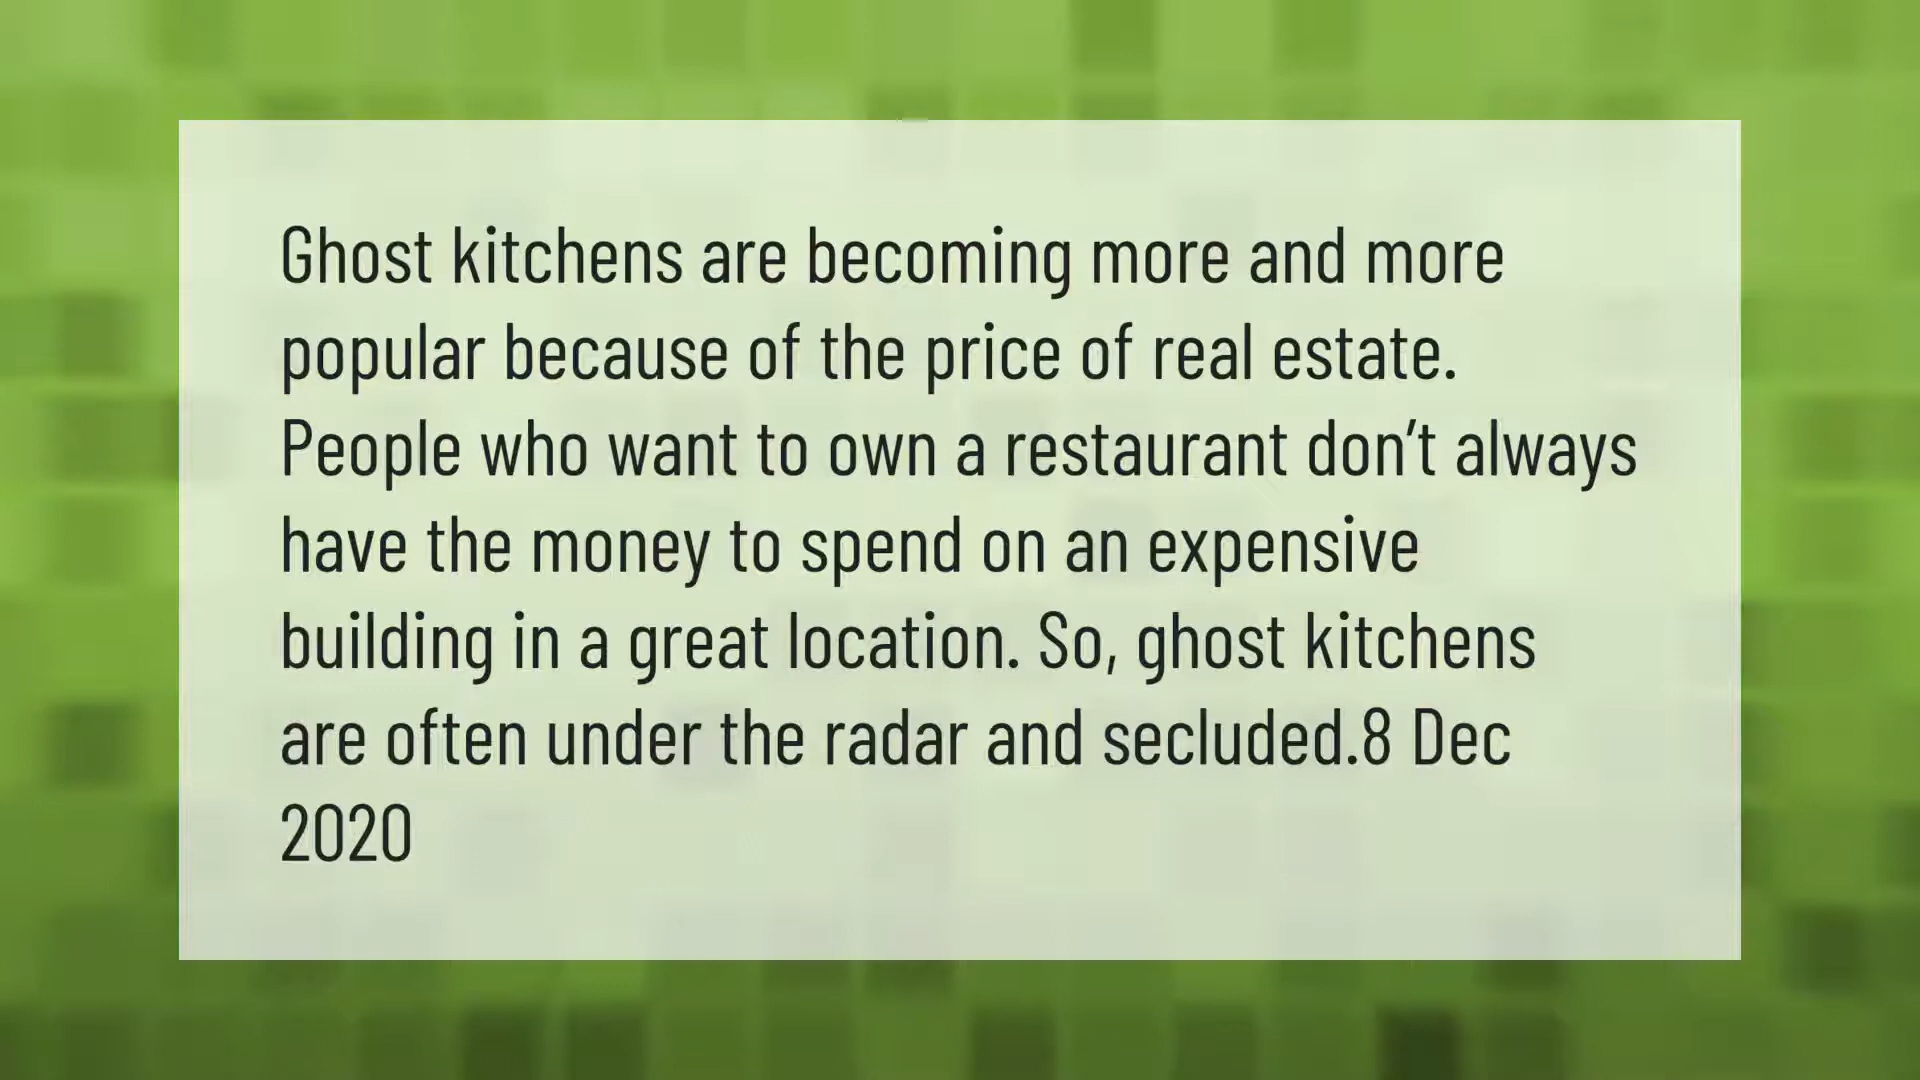 Ghost kitchens are becoming more and more
popular because of the price of real estate.
People who want to own a restaurant don’t always
have the money to spend on an expensive
building in a great location. So, ghost kitchens
are often under the radar and secluded.8 Dec
2020